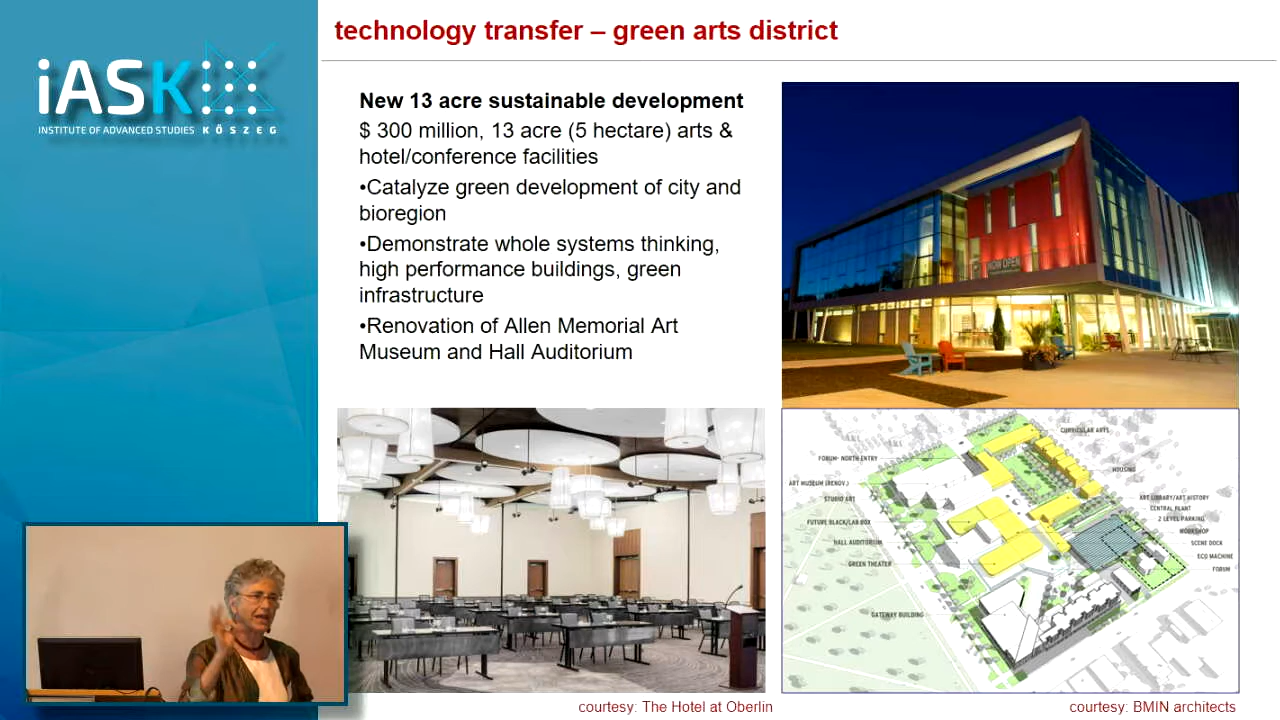 iASK
INSTITUTE OF ADVANCED STUDIES KŐSZEG
technology transfer – green arts district
New 13 acre sustainable development
$ 300 million, 13 acre (5 hectare) arts &
hotel/conference facilities
•Catalyze green development of city and
bioregion
•Demonstrate whole systems thinking,
high performance buildings, green
infrastructure
•Renovation of Allen Memorial Art
Museum and Hall Auditorium
NOW OPEN
CURRICULAR ARTS
FORUM- NORTH ENTRY
HOUSING
ART MUSEUM (RENOV.)
STUDIO ART
ART LIBRARY/ART HISTORY
CENTRAL PLANT
2 LEVEL PARKING
FUTURE BLACK/LAB BOX
WORKSHOP
HALL AUDITORIUM
SCENE DOCK
GREEN THEATER
ECO MACHINE
FORUM
GATEWAY BUILDING
courtesy: The Hotel at Oberlin
courtesy: BMIN architects